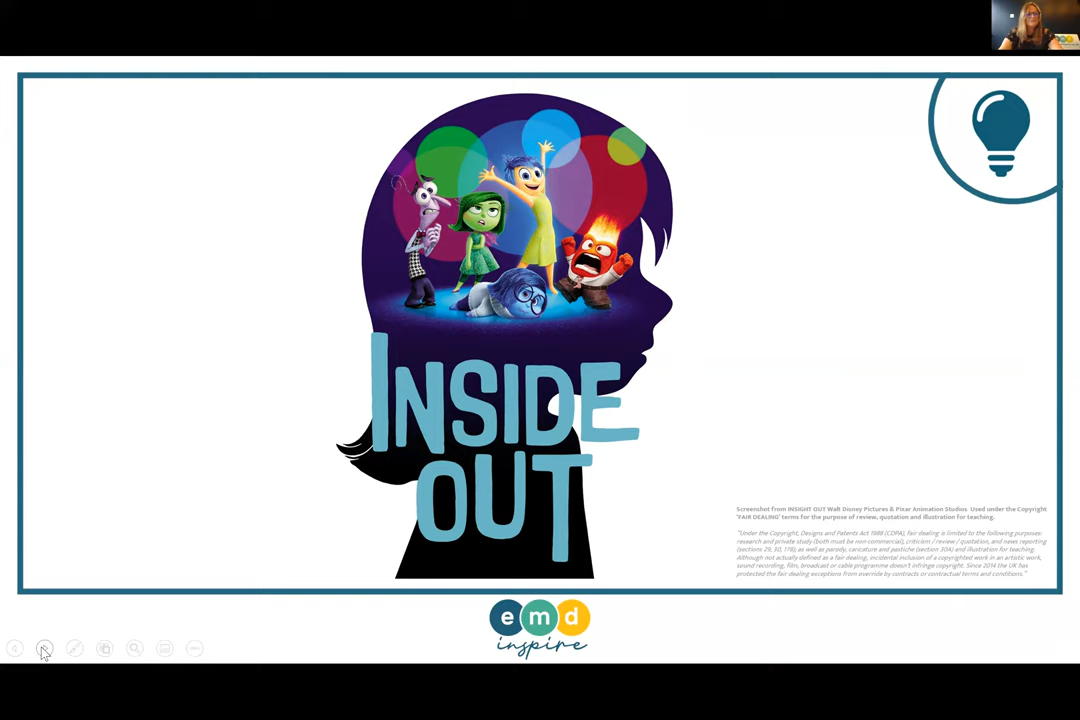 INSIDE
OUT
Screenshot from INSIGHT OUT Walt Disney Pictures & Pixar Animation Studios. Used under the Copyright
'FAIR DEALING' terms for the purpose of review, quotation and illustration for teaching.
"Under the Copyright, Designs and Patents Act 1988 (CDPA), fair dealing is limited to the following purposes:
research and private study (both must be non-commercial), criticism / review / quotation, and news reporting
(sections 29, 30, 178); as well as parody, caricature and pastiche (section 30A) and illustration for teaching.
Although not actually defined as a fair dealing, incidental inclusion of a copyrighted work in an artistic work,
sound recording, film, broadcast or cable programme doesn't infringe copyright. Since 2014 the UK has
protected the fair dealing exceptions from override by contracts or contractual terms and conditions."
emd
inspire